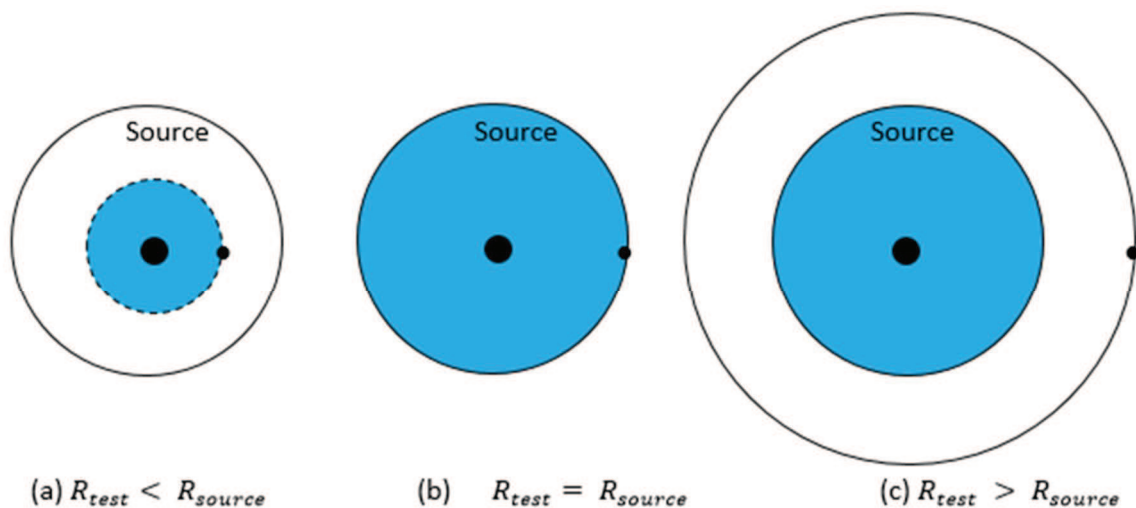 Source
Source
Source
(a) R_test < R_source
(b) R_test = R_source
(c) R_test > R_source